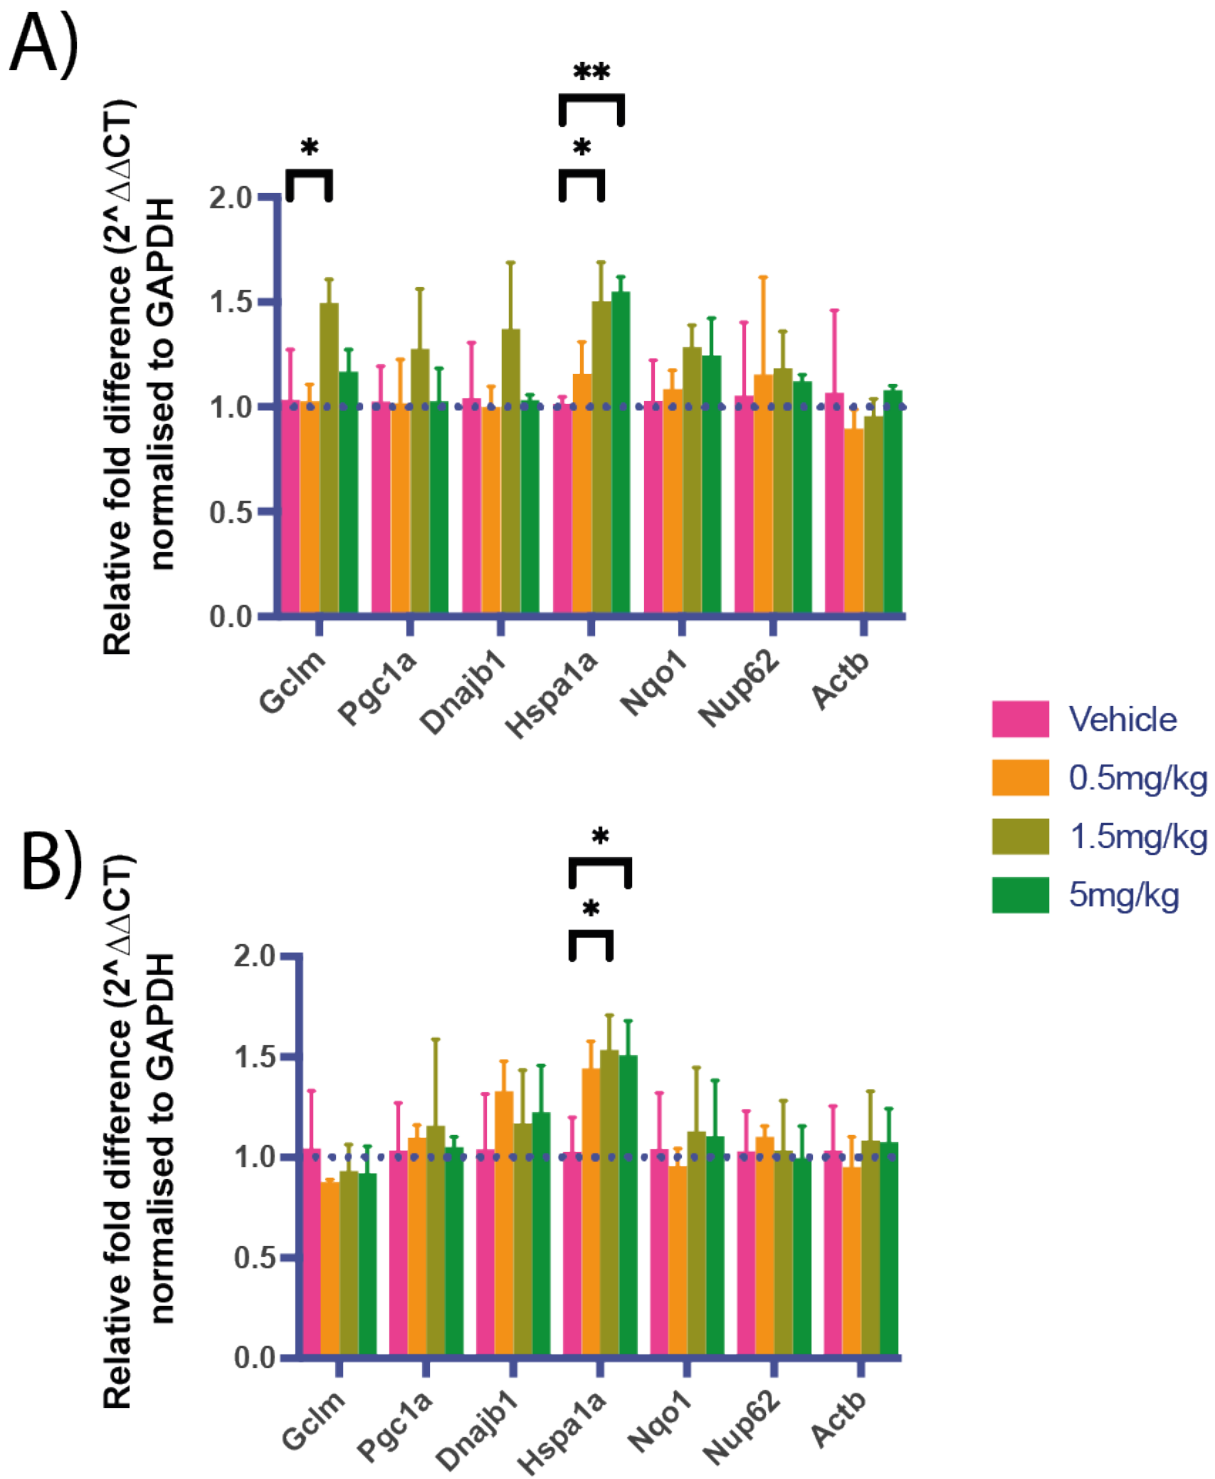 A)
**
*
*
Relative fold difference (2^ΔΔCT)
normalised to GAPDH
2.0
1.5
1.0
0.5
0.0
Gclm
Pgc1a
Dnajb1
Hspa1a
Nqo1
Nup62
Actb
Vehicle
0.5mg/kg
1.5mg/kg
5mg/kg
B)
*
*
Relative fold difference (2^ΔΔCT)
normalised to GAPDH
2.0
1.5
1.0
0.5
0.0
Gclm
Pgc1a
Dnajb1
Hspa1a
Nqo1
Nup62
Actb